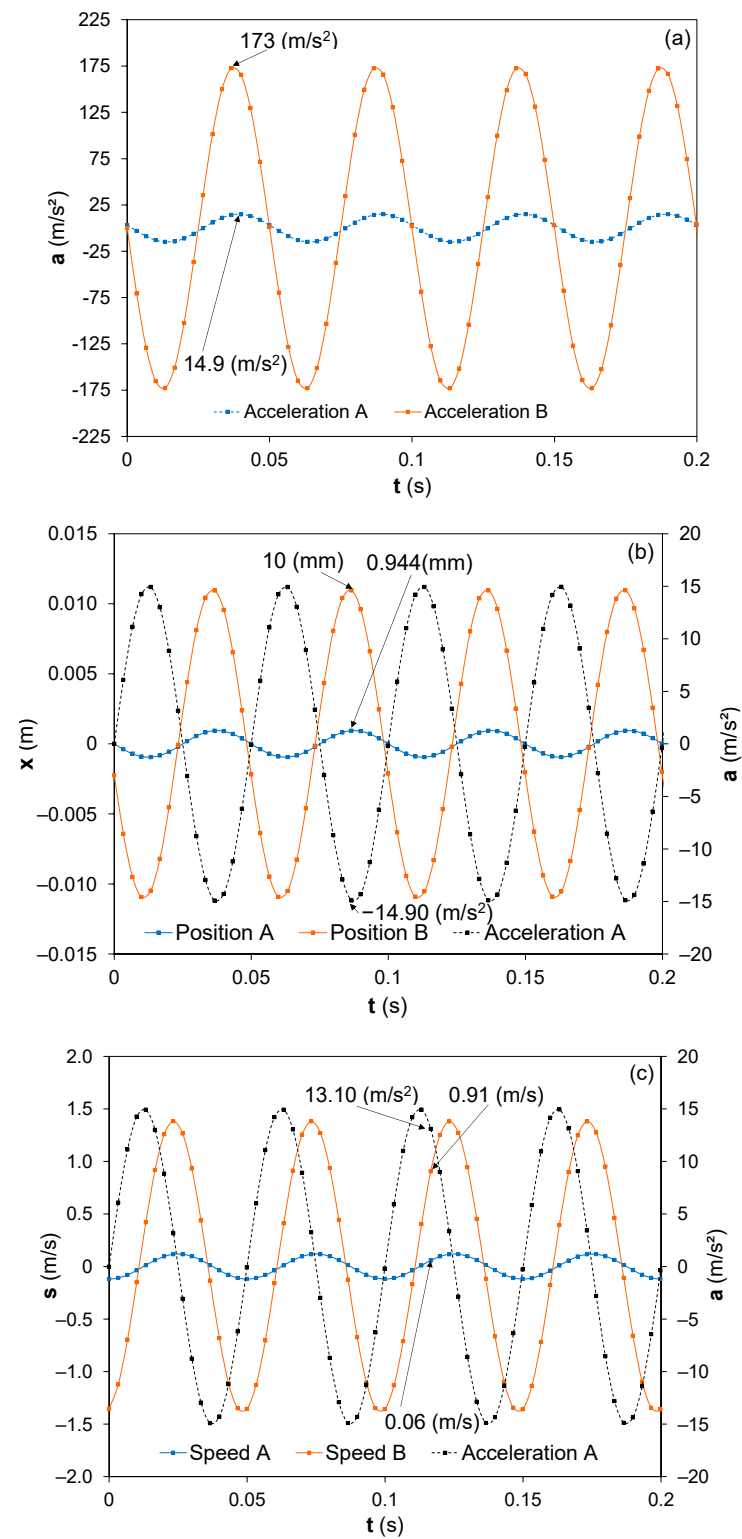 225
173 (m/s²)
(a)
175
125
75
25
-25
-75
-125
14.9 (m/s²)
-175
Acceleration A Acceleration B
-225
0 0.05 0.1 0.15 0.2
a (m/s²)
t (s)
0.015 20
10 (mm) 0.944(mm) (b)
15
0.010
10
0.005
5
0 0
–5
–0.005
–10
–0.010
–15
−14.90 (m/s²)
Position A Position B Acceleration A
–0.015 –20
0 0.05 0.1 0.15 0.2
x (m)
a (m/s²)
t (s)
2.0 20
(c)
13.10 (m/s²) 0.91 (m/s)
1.5 15
1.0 10
0.5 5
0 0
–0.5 –5
–1.0 –10
–1.5 –15
0.06 (m/s)
Speed A Speed B Acceleration A
–2.0 –20
0 0.05 0.1 0.15 0.2
s (m/s)
a (m/s²)
t (s)